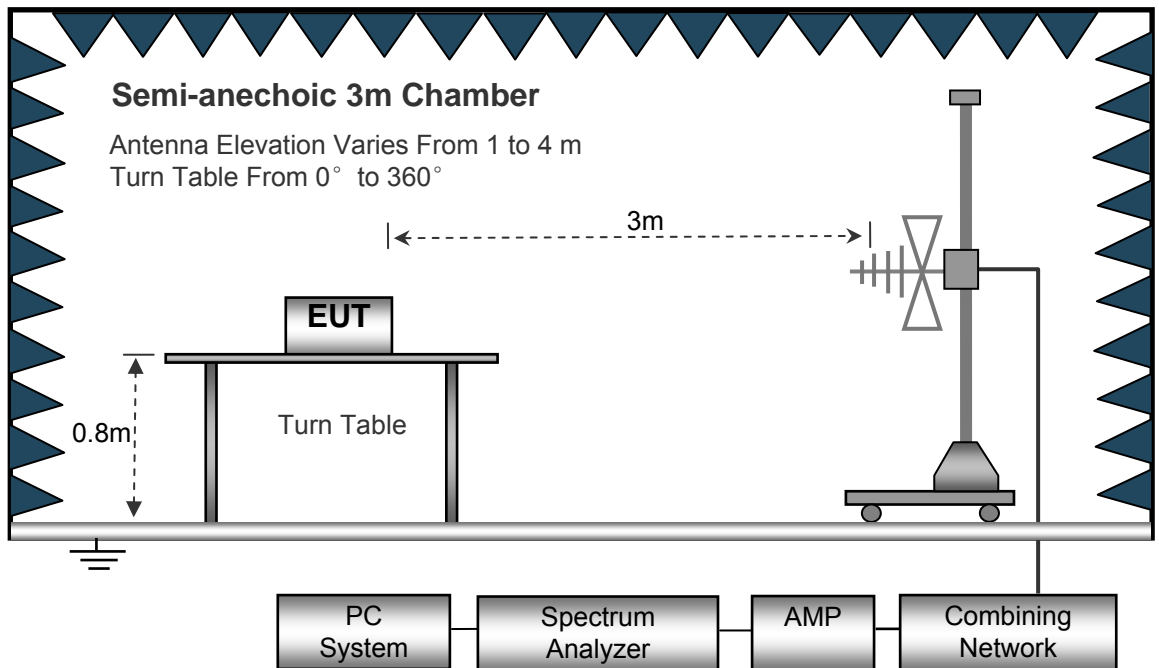 Semi-anechoic 3m Chamber
Antenna Elevation Varies From 1 to 4 m
Turn Table From 0° to 360°
3m
EUT
0.8m
Turn Table
PC
System
Spectrum
Analyzer
AMP
Combining
Network